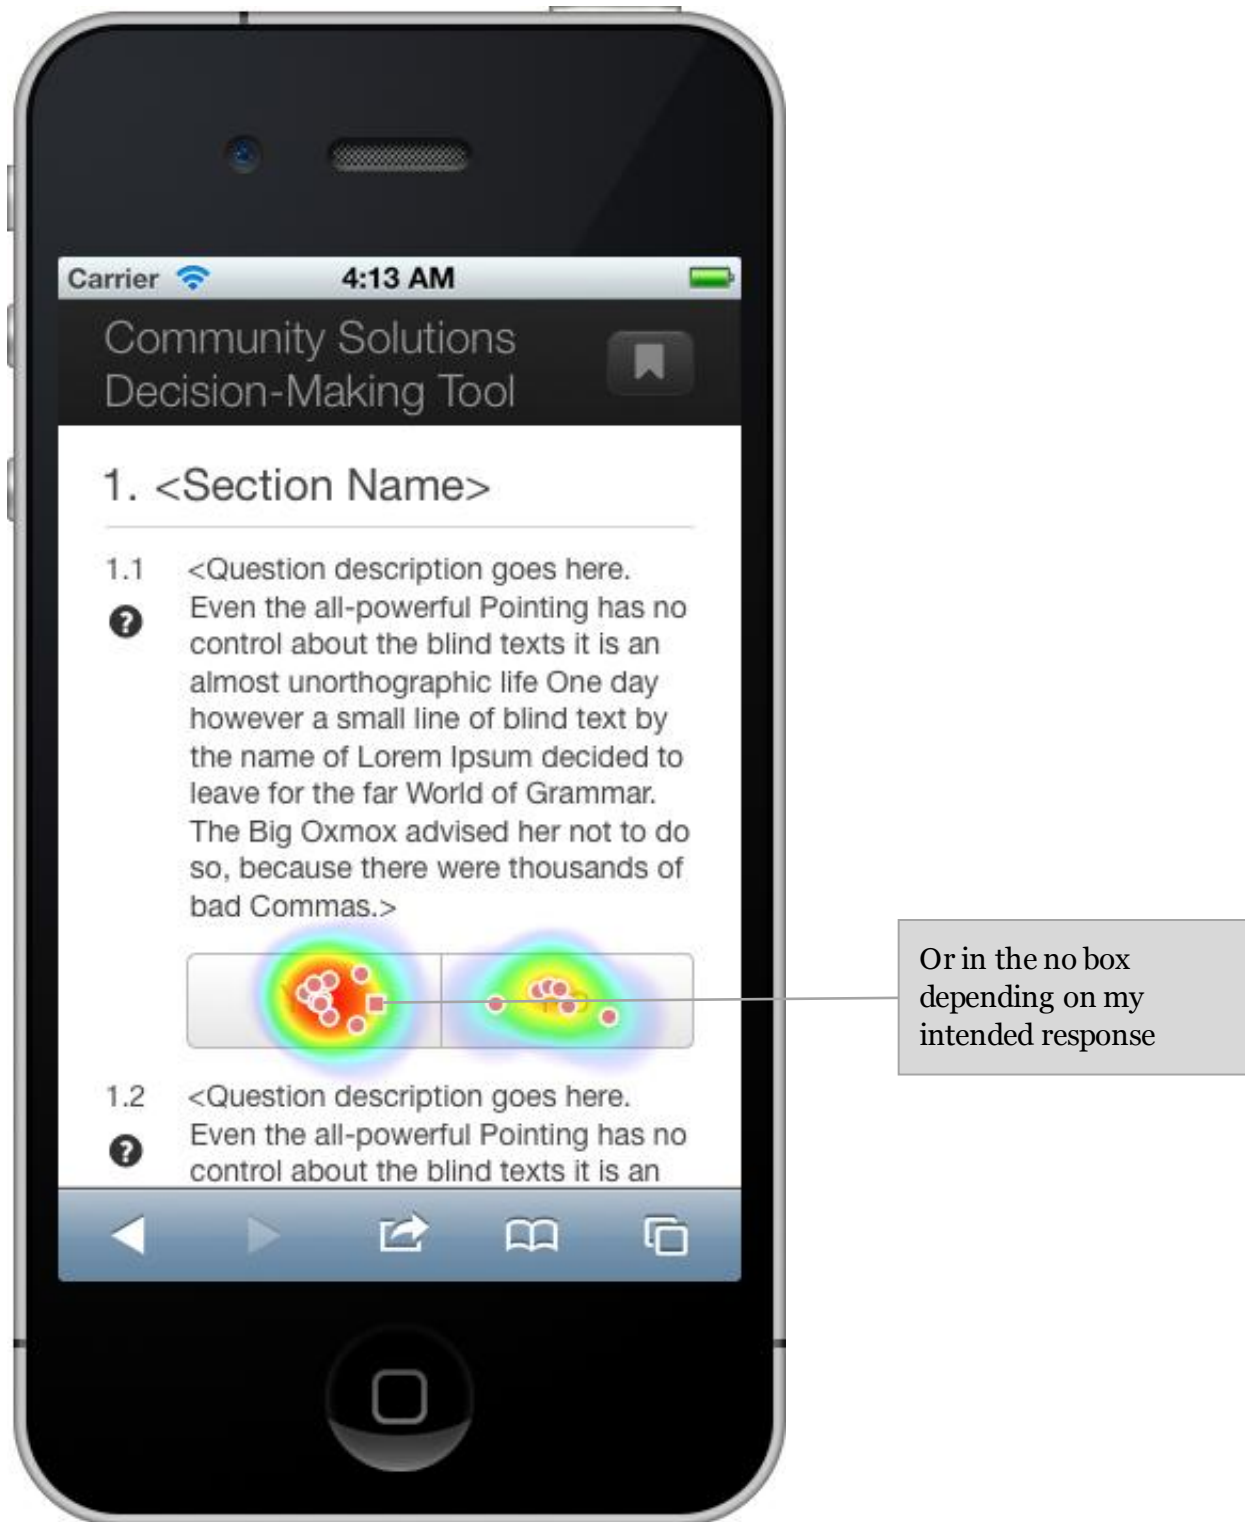 Carrier 4:13 AM
Community Solutions
Decision-Making Tool
1. <Section Name>
1.1 <Question description goes here.
Even the all-powerful Pointing has no
control about the blind texts it is an
almost unorthographic life One day
however a small line of blind text by
the name of Lorem Ipsum decided to
leave for the far World of Grammar.
The Big Oxmox advised her not to do
so, because there were thousands of
bad Commas.>
Or in the no box
depending on my
intended response
1.2 <Question description goes here.
Even the all-powerful Pointing has no
control about the blind texts it is an